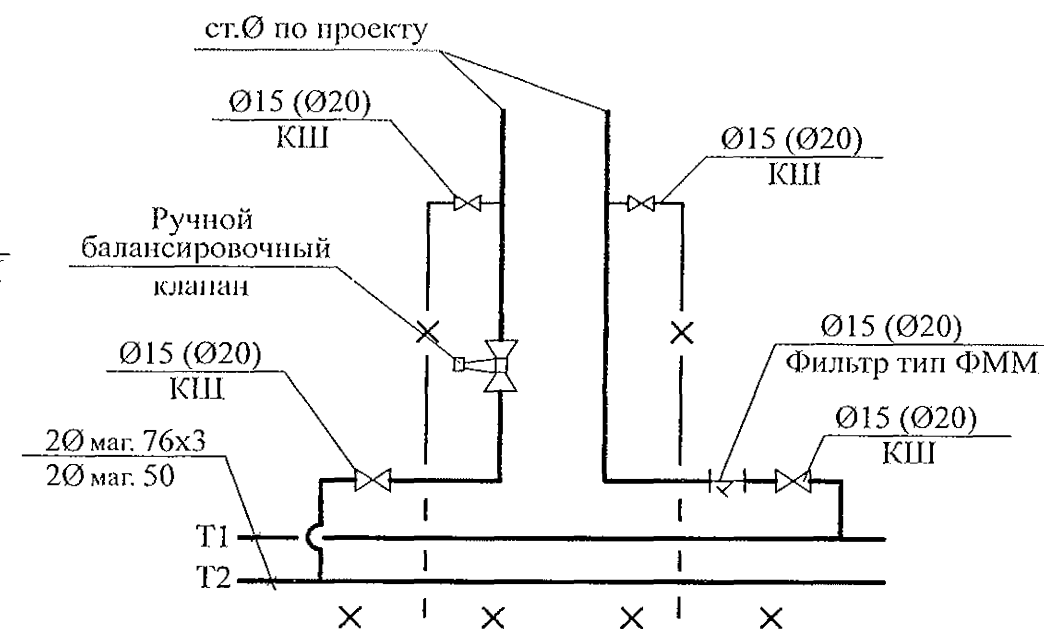 ст.Ø по проекту
Ø15 (Ø20)
КШ
Ø15 (Ø20)
КШ
Ручной
балансировочный
клапан
Ø15 (Ø20)
Фильтр тип ФММ
Ø15 (Ø20)
КШ
Ø15 (Ø20)
КШ
2Ø маг. 76х3
2Ø маг. 50
Т1
Т2